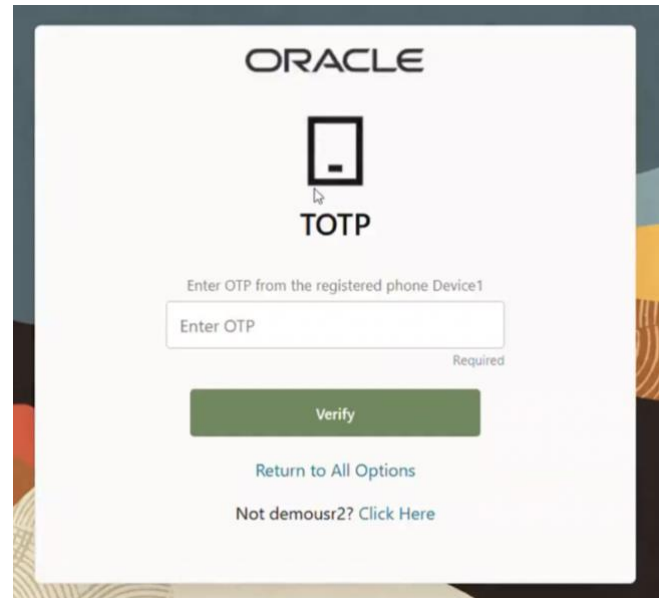 ORACLE
TOTP
Enter OTP from the registered phone Device1
Enter OTP
Required
Verify
Return to All Options
Not demousr2? Click Here